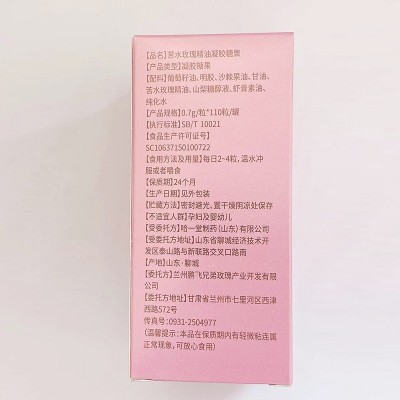 【品名】苦水玫瑰精油凝胶糖果
【产品类型】凝胶糖果
【配料】葡萄籽油、明胶、沙棘果油、甘油、
苦水玫瑰精油、山梨糖醇液、虾青素油、
纯化水
【产品规格】0.7g/粒*110粒/罐
【执行标准】SB/T 10021
【食品生产许可证号】
SC10637150100722
【食用方法及用量】每日2~4粒，温水冲
服或者嚼食
【保质期】24个月
【生产日期】见外包装
【贮藏方法】密封避光、置干燥阴凉处保存
【不适宜人群】孕妇及婴幼儿
【受委托方】哈一堂制药(山东)有限公司
【受委托方地址】山东省聊城经济技术开
发区泰山路与新联路交叉口路南
【产地】山东·聊城
【委托方】兰州鹏飞兄弟玫瑰产业开发有
限公司
【委托方地址】甘肃省兰州市七里河区西津
西路572号
传真号：0931-2504977
(温馨提示：本品在保质期内有轻微粘连属
正常现象，可放心食用)